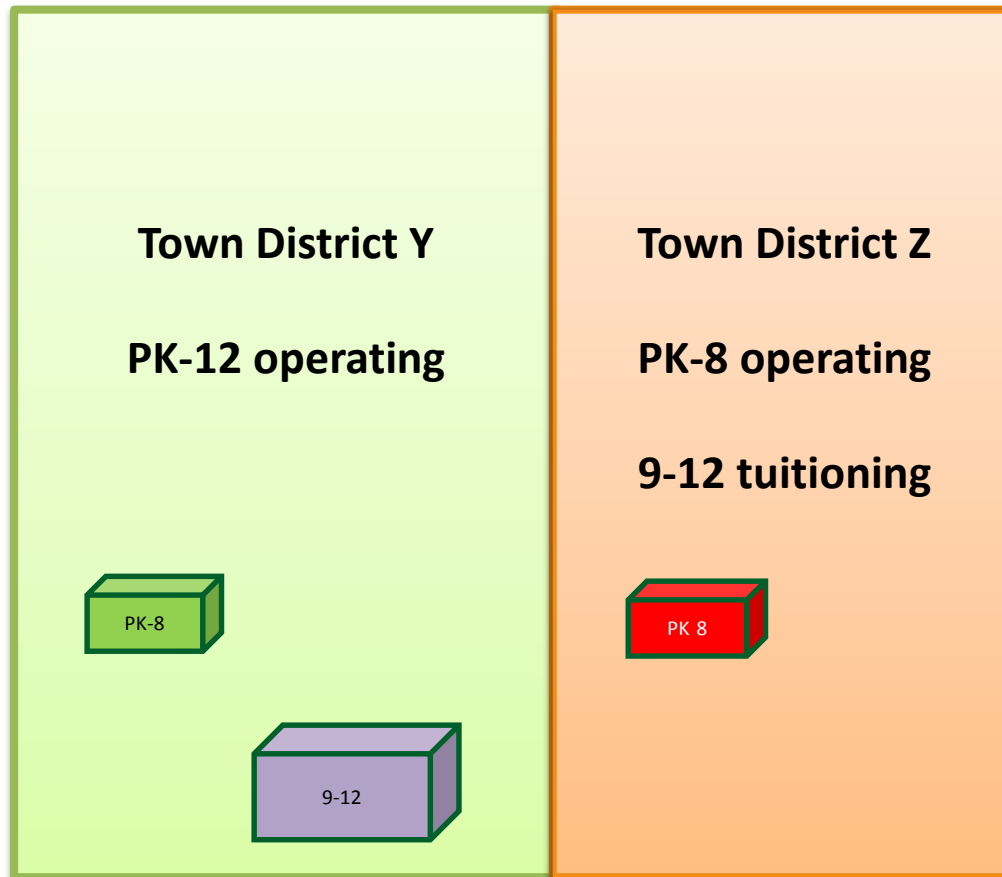 Town District Y
PK-12 operating
PK-8
9-12
Town District Z
PK-8 operating
9-12 tuitioning
PK 8